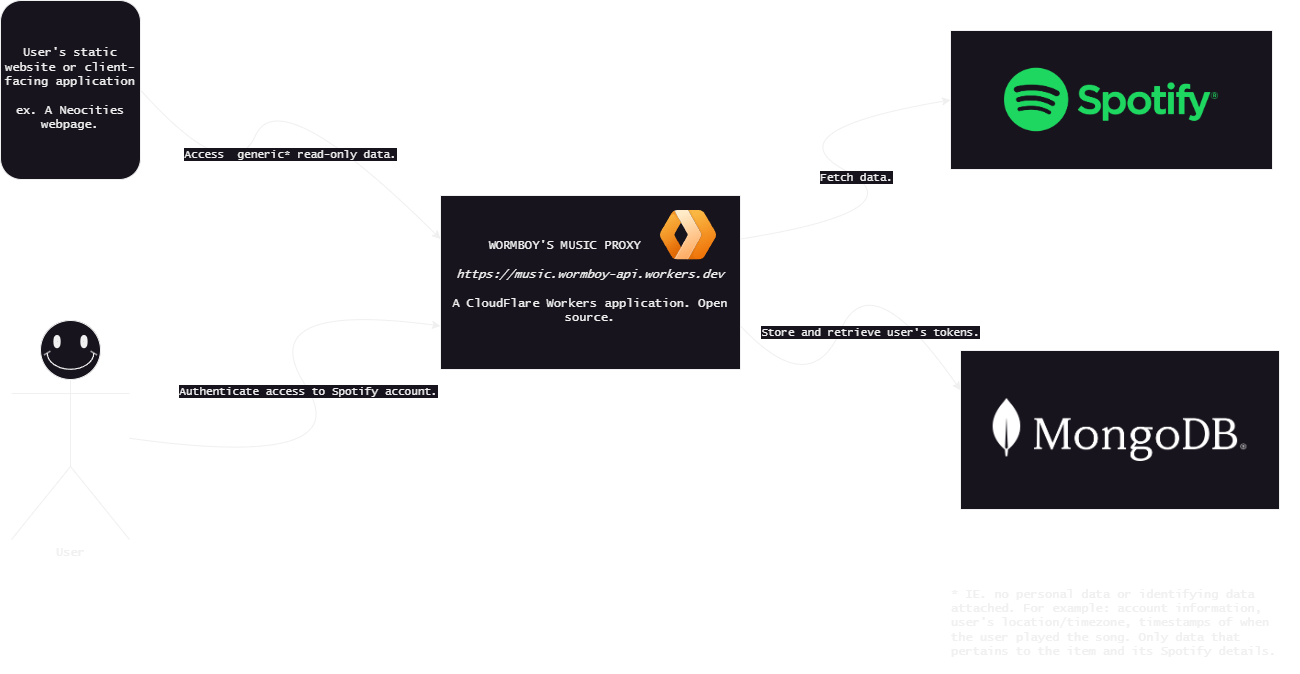 User's static
website or client-
facing application
ex. A Neocities
webpage.
Access  generic* read-only data.
Spotify®
Fetch data.
WORMBOY'S MUSIC PROXY
https://music.wormboy-api.workers.dev
A CloudFlare Workers application. Open
source.
Store and retrieve user's tokens.
Authenticate access to Spotify account.
MongoDB®
User
* IE. no personal data or identifying data
attached. For example: account information,
user's location/timezone, timestamps of when
the user played the song. Only data that
pertains to the item and its Spotify details.